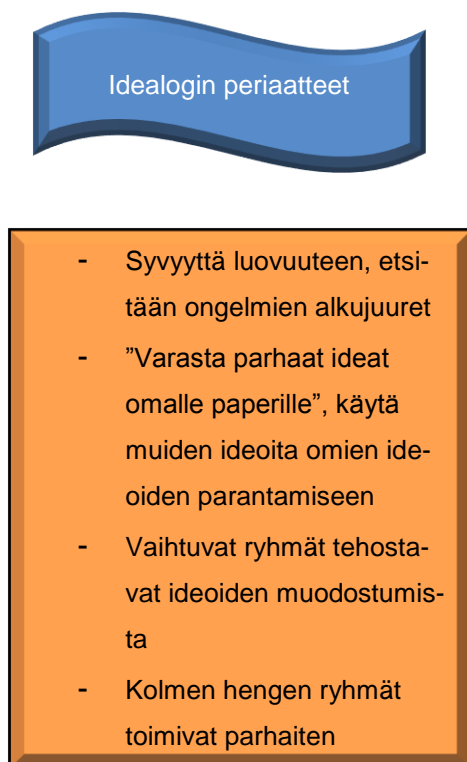 Idealogin periaatteet
- Syvyyttä luovuuteen, etsi-
tään ongelmien alkujuuret
- ”Varasta parhaat ideat
omalle paperille”, käytä
muiden ideoita omien ide-
oiden parantamiseen
- Vaihtuvat ryhmät tehosta-
vat ideoiden muodostumis-
ta
- Kolmen hengen ryhmät
toimivat parhaiten